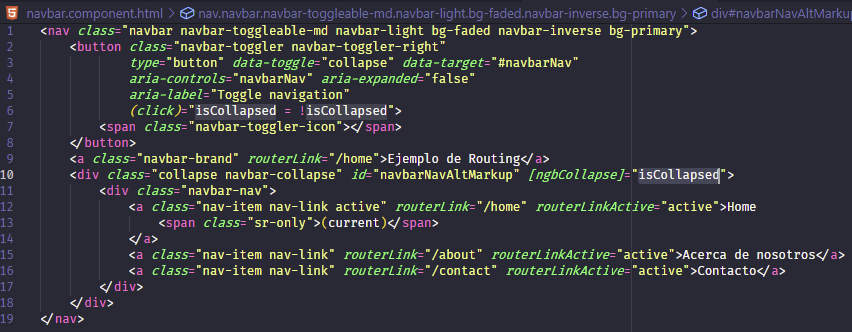 navbar.component.html > nav.navbar.navbar-toggleable-md.navbar-light.bg-faded.navbar-inverse.bg-primary > div#navbarNavAltMarkup
1 <nav class="navbar navbar-toggleable-md navbar-light bg-faded navbar-inverse bg-primary">
2 <button class="navbar-toggler navbar-toggler-right"
3 type="button" data-toggle="collapse" data-target="#navbarNav"
4 aria-controls="navbarNav" aria-expanded="false"
5 aria-label="Toggle navigation"
6 (click)="isCollapsed = !isCollapsed">
7 <span class="navbar-toggler-icon"></span>
8 </button>
9 <a class="navbar-brand" routerLink="/home">Ejemplo de Routing</a>
10 <div class="collapse navbar-collapse" id="navbarNavAltMarkup" [ngbCollapse]="isCollapsed">
11 <div class="navbar-nav">
12 <a class="nav-item nav-link active" routerLink="/home" routerLinkActive="active">Home
13 <span class="sr-only">(current)</span>
14 </a>
15 <a class="nav-item nav-link" routerLink="/about" routerLinkActive="active">Acerca de nosotros</a>
16 <a class="nav-item nav-link" routerLink="/contact" routerLinkActive="active">Contacto</a>
17 </div>
18 </div>
19 </nav>